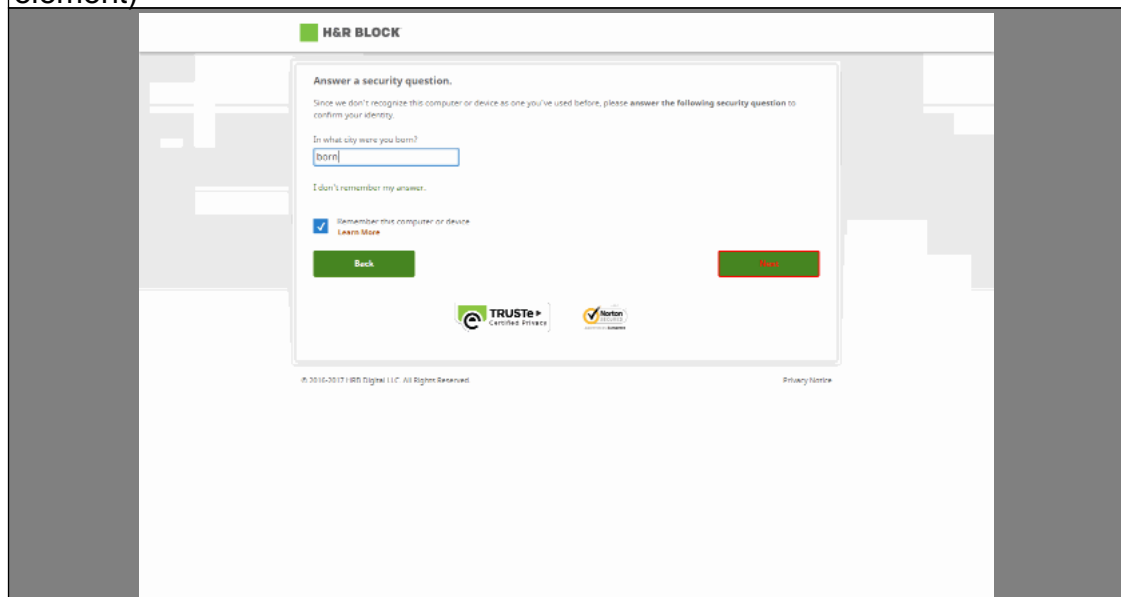 element)
H&R BLOCK
Answer a security question.
Since we don't recognize this computer or device as one you've used before, please answer the following security question to
confirm your identity.
In what city were you born?
born
I don't remember my answer.
Remember this computer or device
Learn More
Back
Next
TRUSTe
Certified Privacy
Norton
SECURED
© 2016-2017 HRB Digital LLC. All Rights Reserved.
Privacy Notice